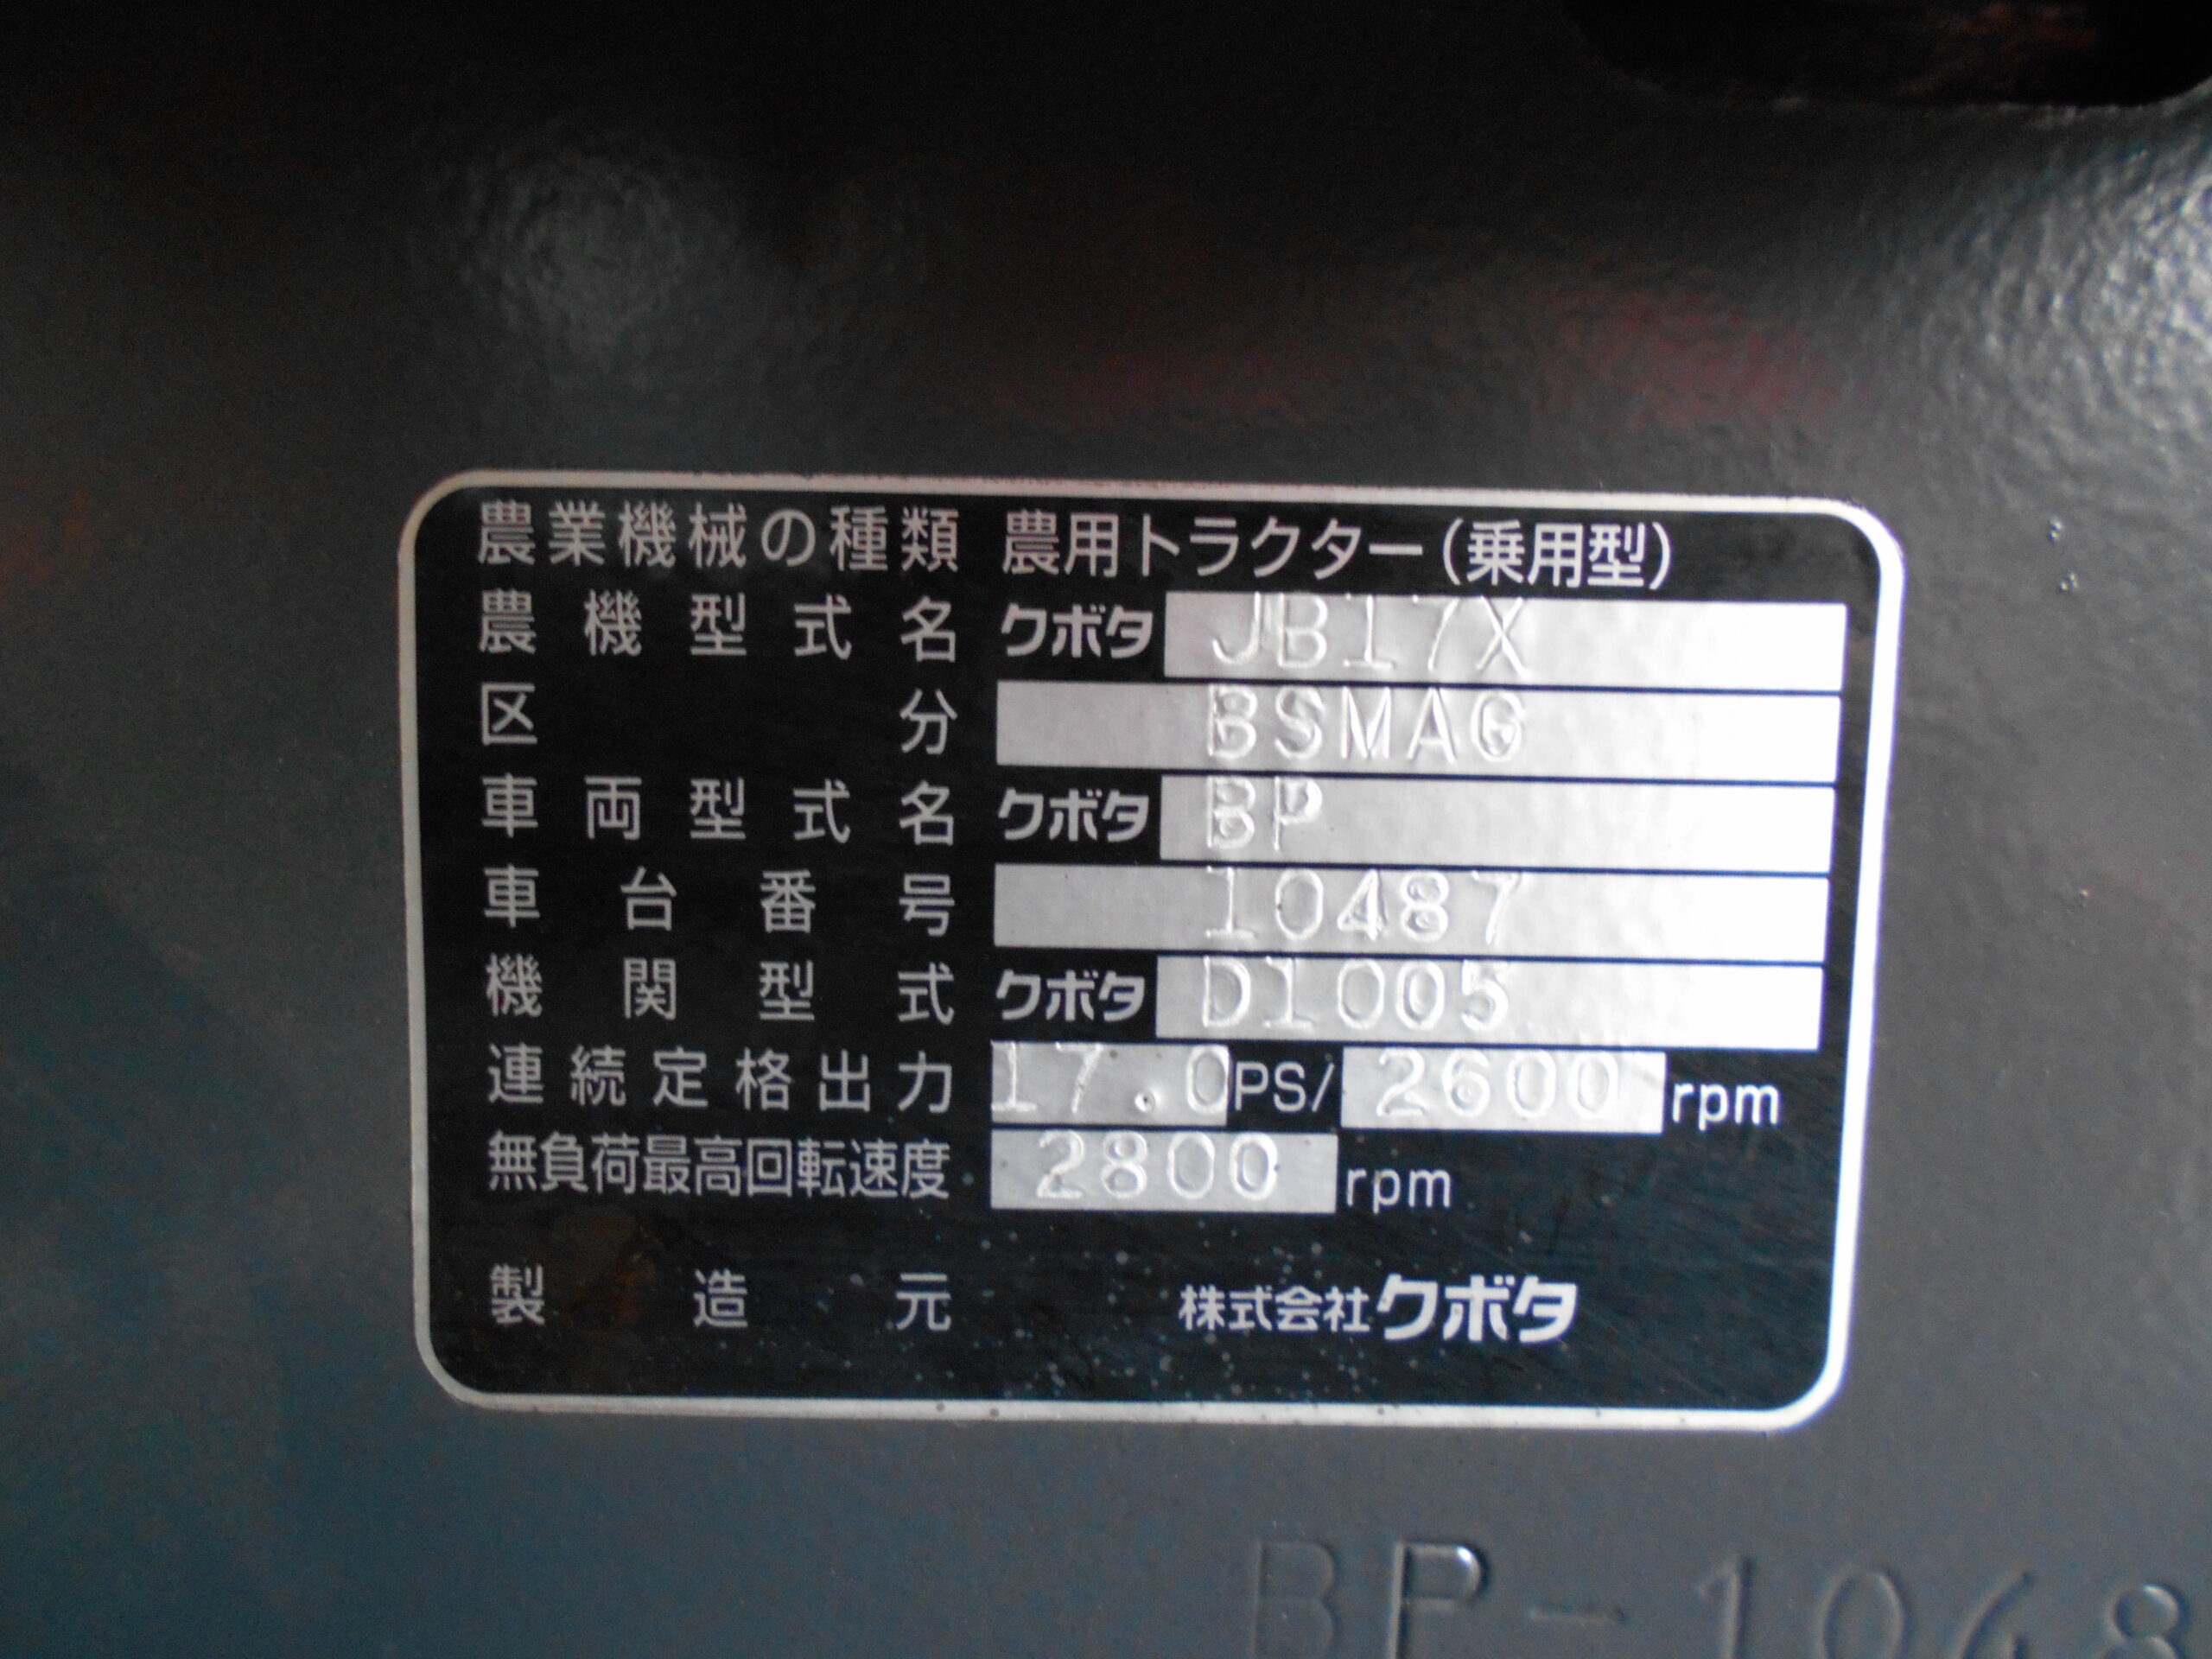 農業機械の種類 農用トラクター(乗用型)
農機型式名 クボタ JB17X
区分 BSMAG
車両型式名 クボタ BP
車台番号 10487
機関型式 クボタ D1005
連続定格出力 17.0PS/2600rpm
無負荷最高回転速度 2800rpm
製造元 株式会社クボタ
BP-1048